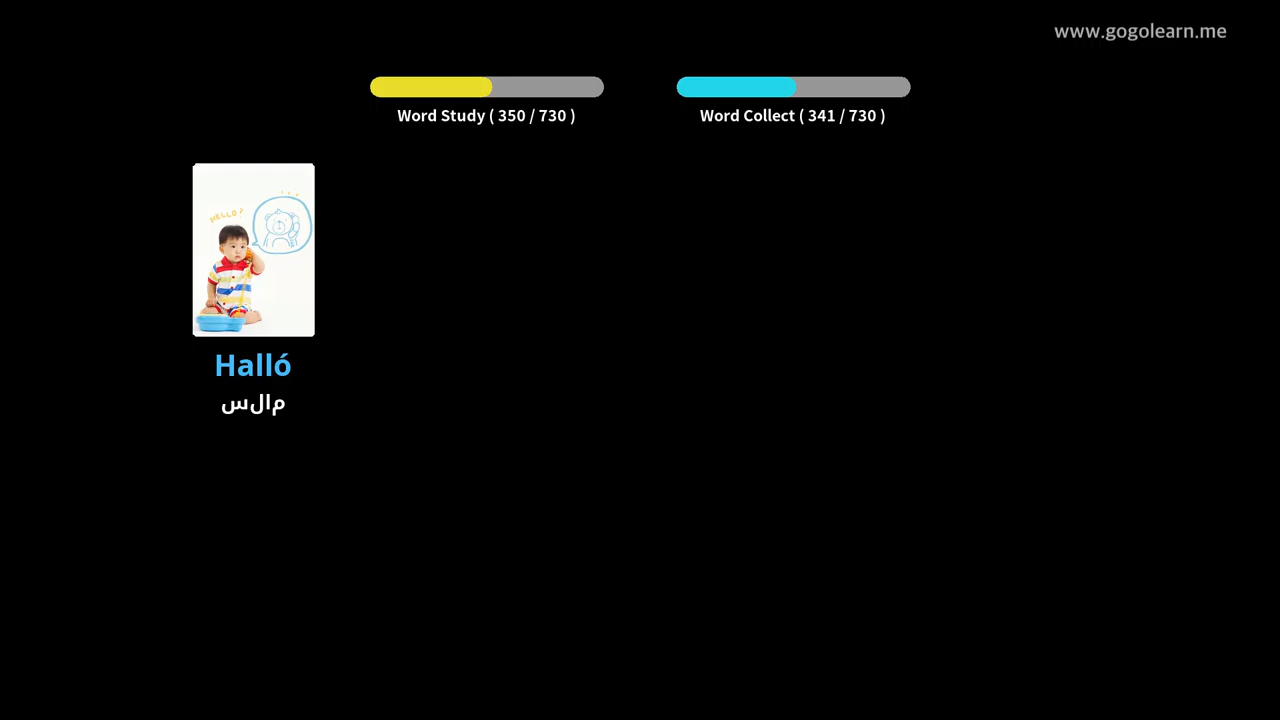 www.gogolearn.me
Word Study ( 350 / 730 )
Word Collect ( 341 / 730 )
HELLO?
Halló
مالس